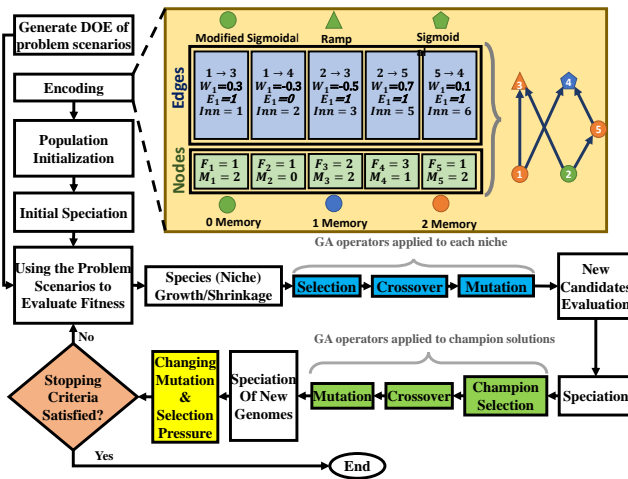 Generate DOE of
problem scenarios
Encoding
Population
Initialization
Initial Speciation
Using the Problem
Scenarios to
Evaluate Fitness
Modified Sigmoidal
Ramp
Sigmoid
Edges
1 → 3
W₁=0.3
E₁=1
Inn = 1
1 → 4
W₁=-0.3
E₁=0
Inn = 2
2 → 3
W₁=-0.5
E₁=1
Inn = 3
2 → 5
W₁=0.7
E₁=1
Inn = 5
5 → 4
W₁=0.1
E₁=1
Inn = 6
Nodes
F₁ = 1
M₁ = 2
F₂ = 1
M₂ = 0
F₃ = 2
M₃ = 2
F₄ = 3
M₄ = 1
F₅ = 1
M₅ = 2
0 Memory
1 Memory
2 Memory
3
4
5
1
2
GA operators applied to each niche
Species (Niche)
Growth/Shrinkage
Selection
Crossover
Mutation
New
Candidates
Evaluation
GA operators applied to champion solutions
Speciation
Champion
Selection
Crossover
Mutation
Speciation
Of New
Genomes
Changing
Mutation
&
Selection
Pressure
Stopping
Criteria
Satisfied?
No
Yes
End